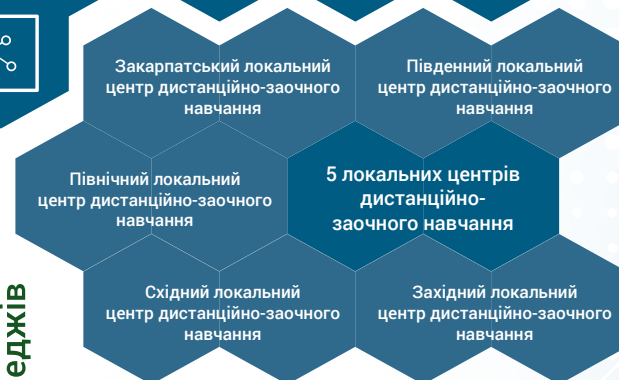 Закарпатський локальний
центр дистанційно-заочного
навчання
Південний локальний
центр дистанційно-заочного
навчання
Північний локальний
центр дистанційно-заочного
навчання
5 локальних центрів
дистанційно-
заочного навчання
Східний локальний
центр дистанційно-заочного
навчання
Західний локальний
центр дистанційно-заочного
навчання
еджів